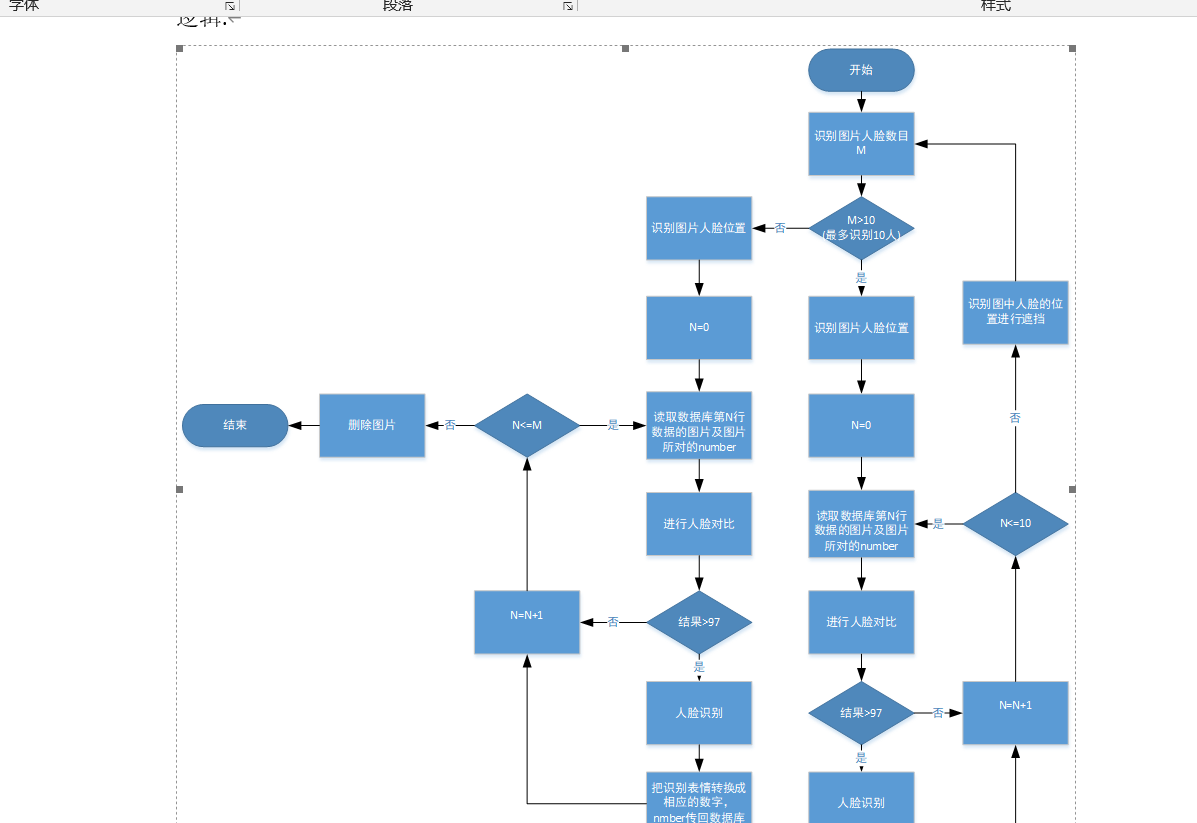 字体
段落
样式
逻辑:
开始
识别图片人脸数目
M
M>10
(最多识别10人)
否
是
识别图片人脸位置
N=0
读取数据库第N行
数据的图片及图片
所对的number
进行人脸对比
结果>97
否
是
人脸识别
把识别表情转换成
相应的数字，
nmber传回数据库
N=N+1
N<=M
是
否
删除图片
结束
识别图片人脸位置
N=0
读取数据库第N行
数据的图片及图片
所对的number
进行人脸对比
结果>97
否
是
人脸识别
N=N+1
N<=10
是
否
识别图中人脸的位
置进行遮挡